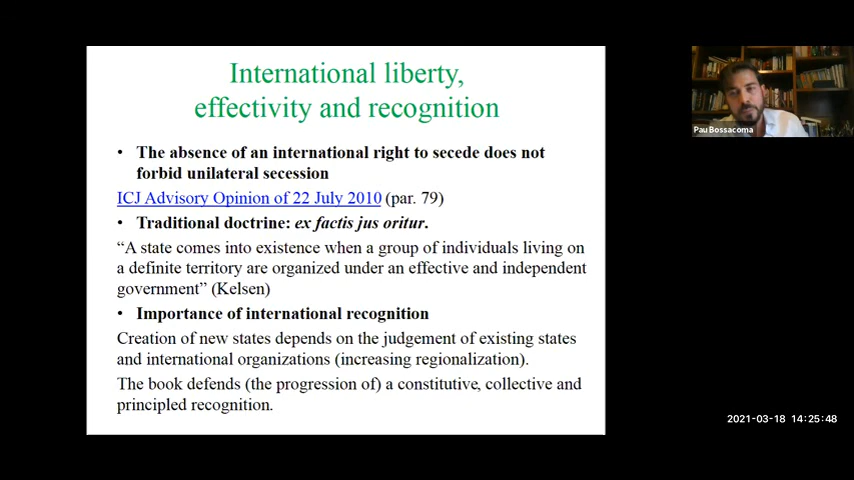 International liberty,
effectivity and recognition
• The absence of an international right to secede does not
forbid unilateral secession
ICJ Advisory Opinion of 22 July 2010 (par. 79)
• Traditional doctrine: ex factis jus oritur.
“A state comes into existence when a group of individuals living on
a definite territory are organized under an effective and independent
government” (Kelsen)
• Importance of international recognition
Creation of new states depends on the judgement of existing states
and international organizations (increasing regionalization).
The book defends (the progression of) a constitutive, collective and
principled recognition.
Pau Bossacoma
2021-03-18 14:25:48